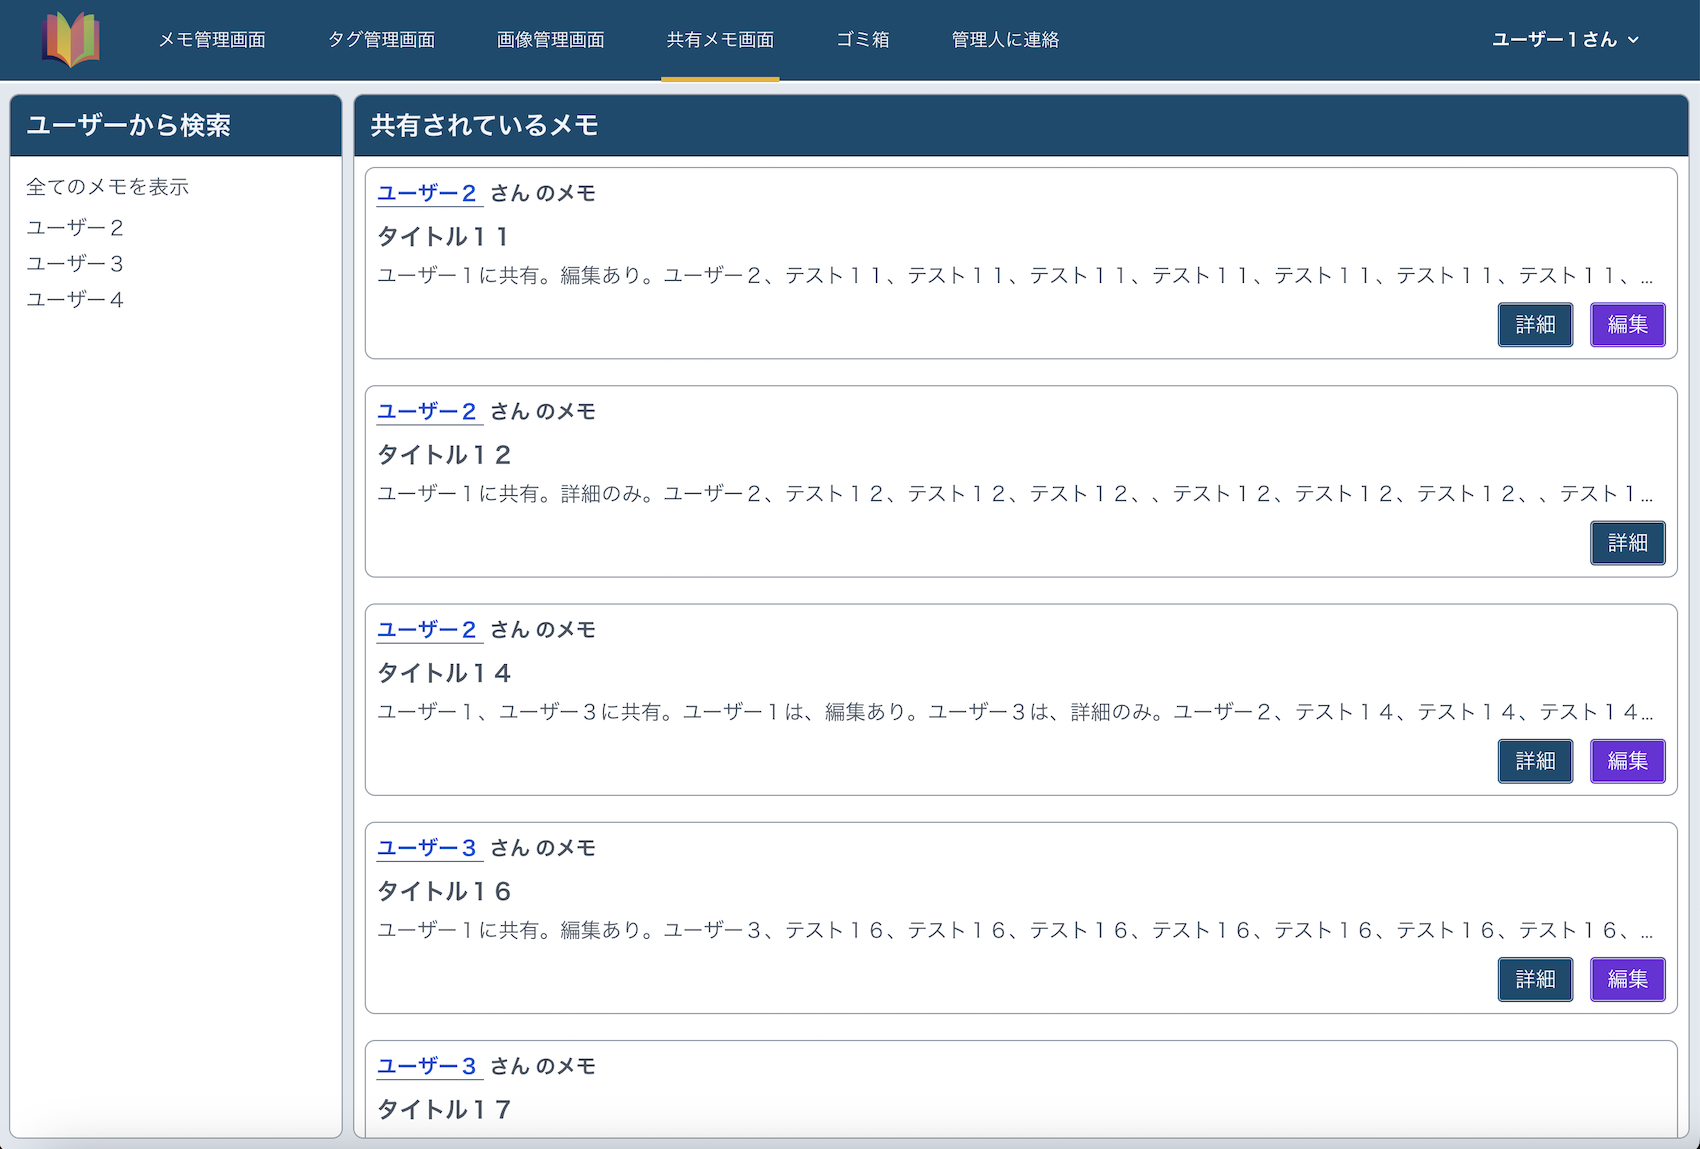 メモ管理画面 タグ管理画面 画像管理画面 共有メモ画面 ゴミ箱 管理人に連絡 ユーザー１さん
ユーザーから検索
全てのメモを表示
ユーザー２
ユーザー３
ユーザー４
共有されているメモ
ユーザー２ さん のメモ
タイトル１１
ユーザー１に共有。編集あり。ユーザー２、テスト１１、テスト１１、テスト１１、テスト１１、テスト１１、テスト１１、テスト１１、...
詳細 編集
ユーザー２ さん のメモ
タイトル１２
ユーザー１に共有。詳細のみ。ユーザー２、テスト１２、テスト１２、テスト１２、、テスト１２、テスト１２、テスト１２、、テスト１...
詳細
ユーザー２ さん のメモ
タイトル１４
ユーザー１、ユーザー３に共有。ユーザー１は、編集あり。ユーザー３は、詳細のみ。ユーザー２、テスト１４、テスト１４、テスト１４...
詳細 編集
ユーザー３ さん のメモ
タイトル１６
ユーザー１に共有。編集あり。ユーザー３、テスト１６、テスト１６、テスト１６、テスト１６、テスト１６、テスト１６、テスト１６、...
詳細 編集
ユーザー３ さん のメモ
タイトル１７